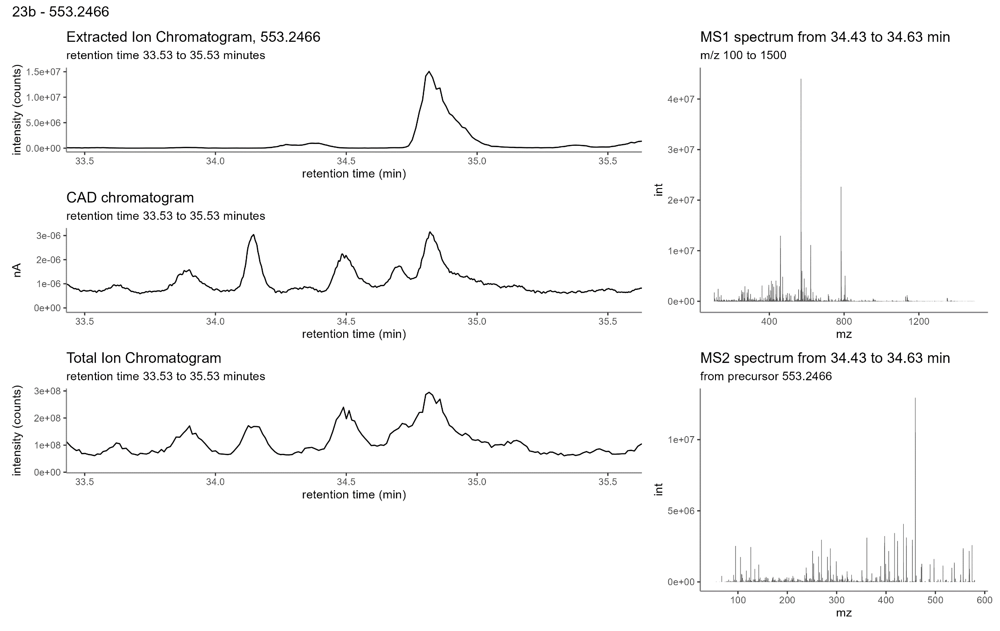 23b - 553.2466
Extracted Ion Chromatogram, 553.2466
retention time 33.53 to 35.53 minutes
intensity (counts)
1.5e+07
1.0e+07
5.0e+06
0.0e+00
33.5 34.0 34.5 35.0 35.5
retention time (min)
CAD chromatogram
retention time 33.53 to 35.53 minutes
nA
3e-06
2e-06
1e-06
0e+00
33.5 34.0 34.5 35.0 35.5
retention time (min)
Total Ion Chromatogram
retention time 33.53 to 35.53 minutes
intensity (counts)
3e+08
2e+08
1e+08
0e+00
33.5 34.0 34.5 35.0 35.5
retention time (min)
MS1 spectrum from 34.43 to 34.63 min
m/z 100 to 1500
int
4e+07
3e+07
2e+07
1e+07
0e+00
400 800 1200
mz
MS2 spectrum from 34.43 to 34.63 min
from precursor 553.2466
int
1e+07
5e+06
0e+00
100 200 300 400 500 600
mz